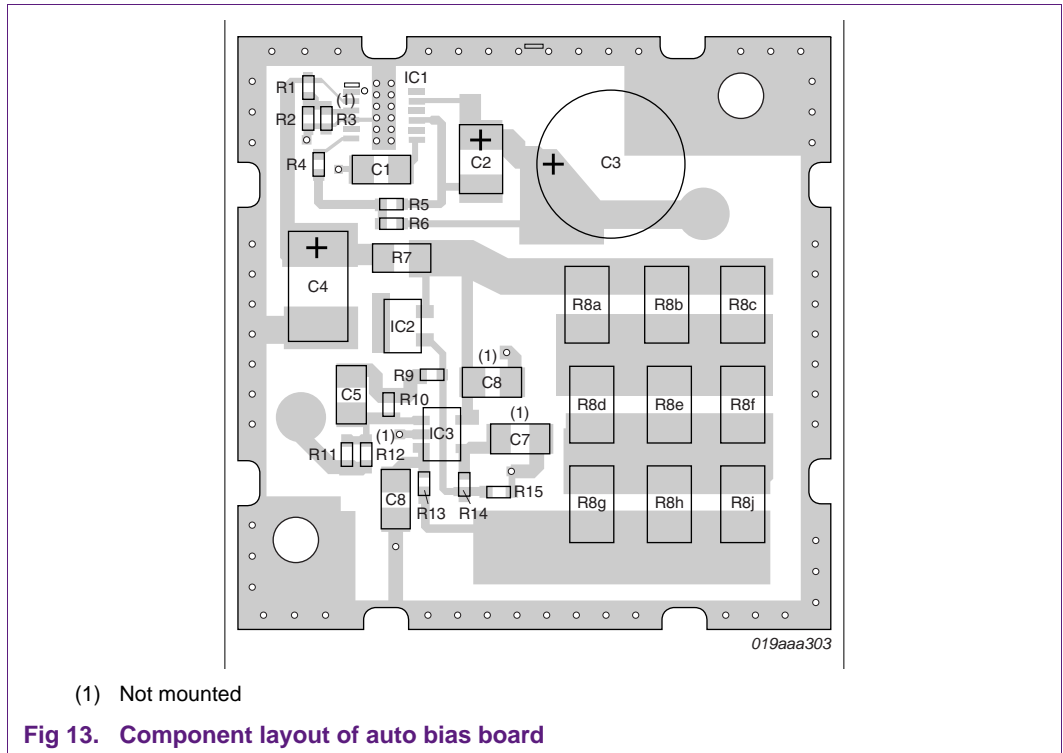 IC1
R1
(1)
R2
R3
+
C2
+
C3
R4
C1
R5
R6
+
C4
R7
R8a
R8b
R8c
IC2
(1)
R9
C8
C5
R10
R8d
R8e
R8f
(1)
(1)
IC3
C7
R11
R12
C8
R13
R14
R15
R8g
R8h
R8j
019aaa303
(1) Not mounted
Fig 13. Component layout of auto bias board